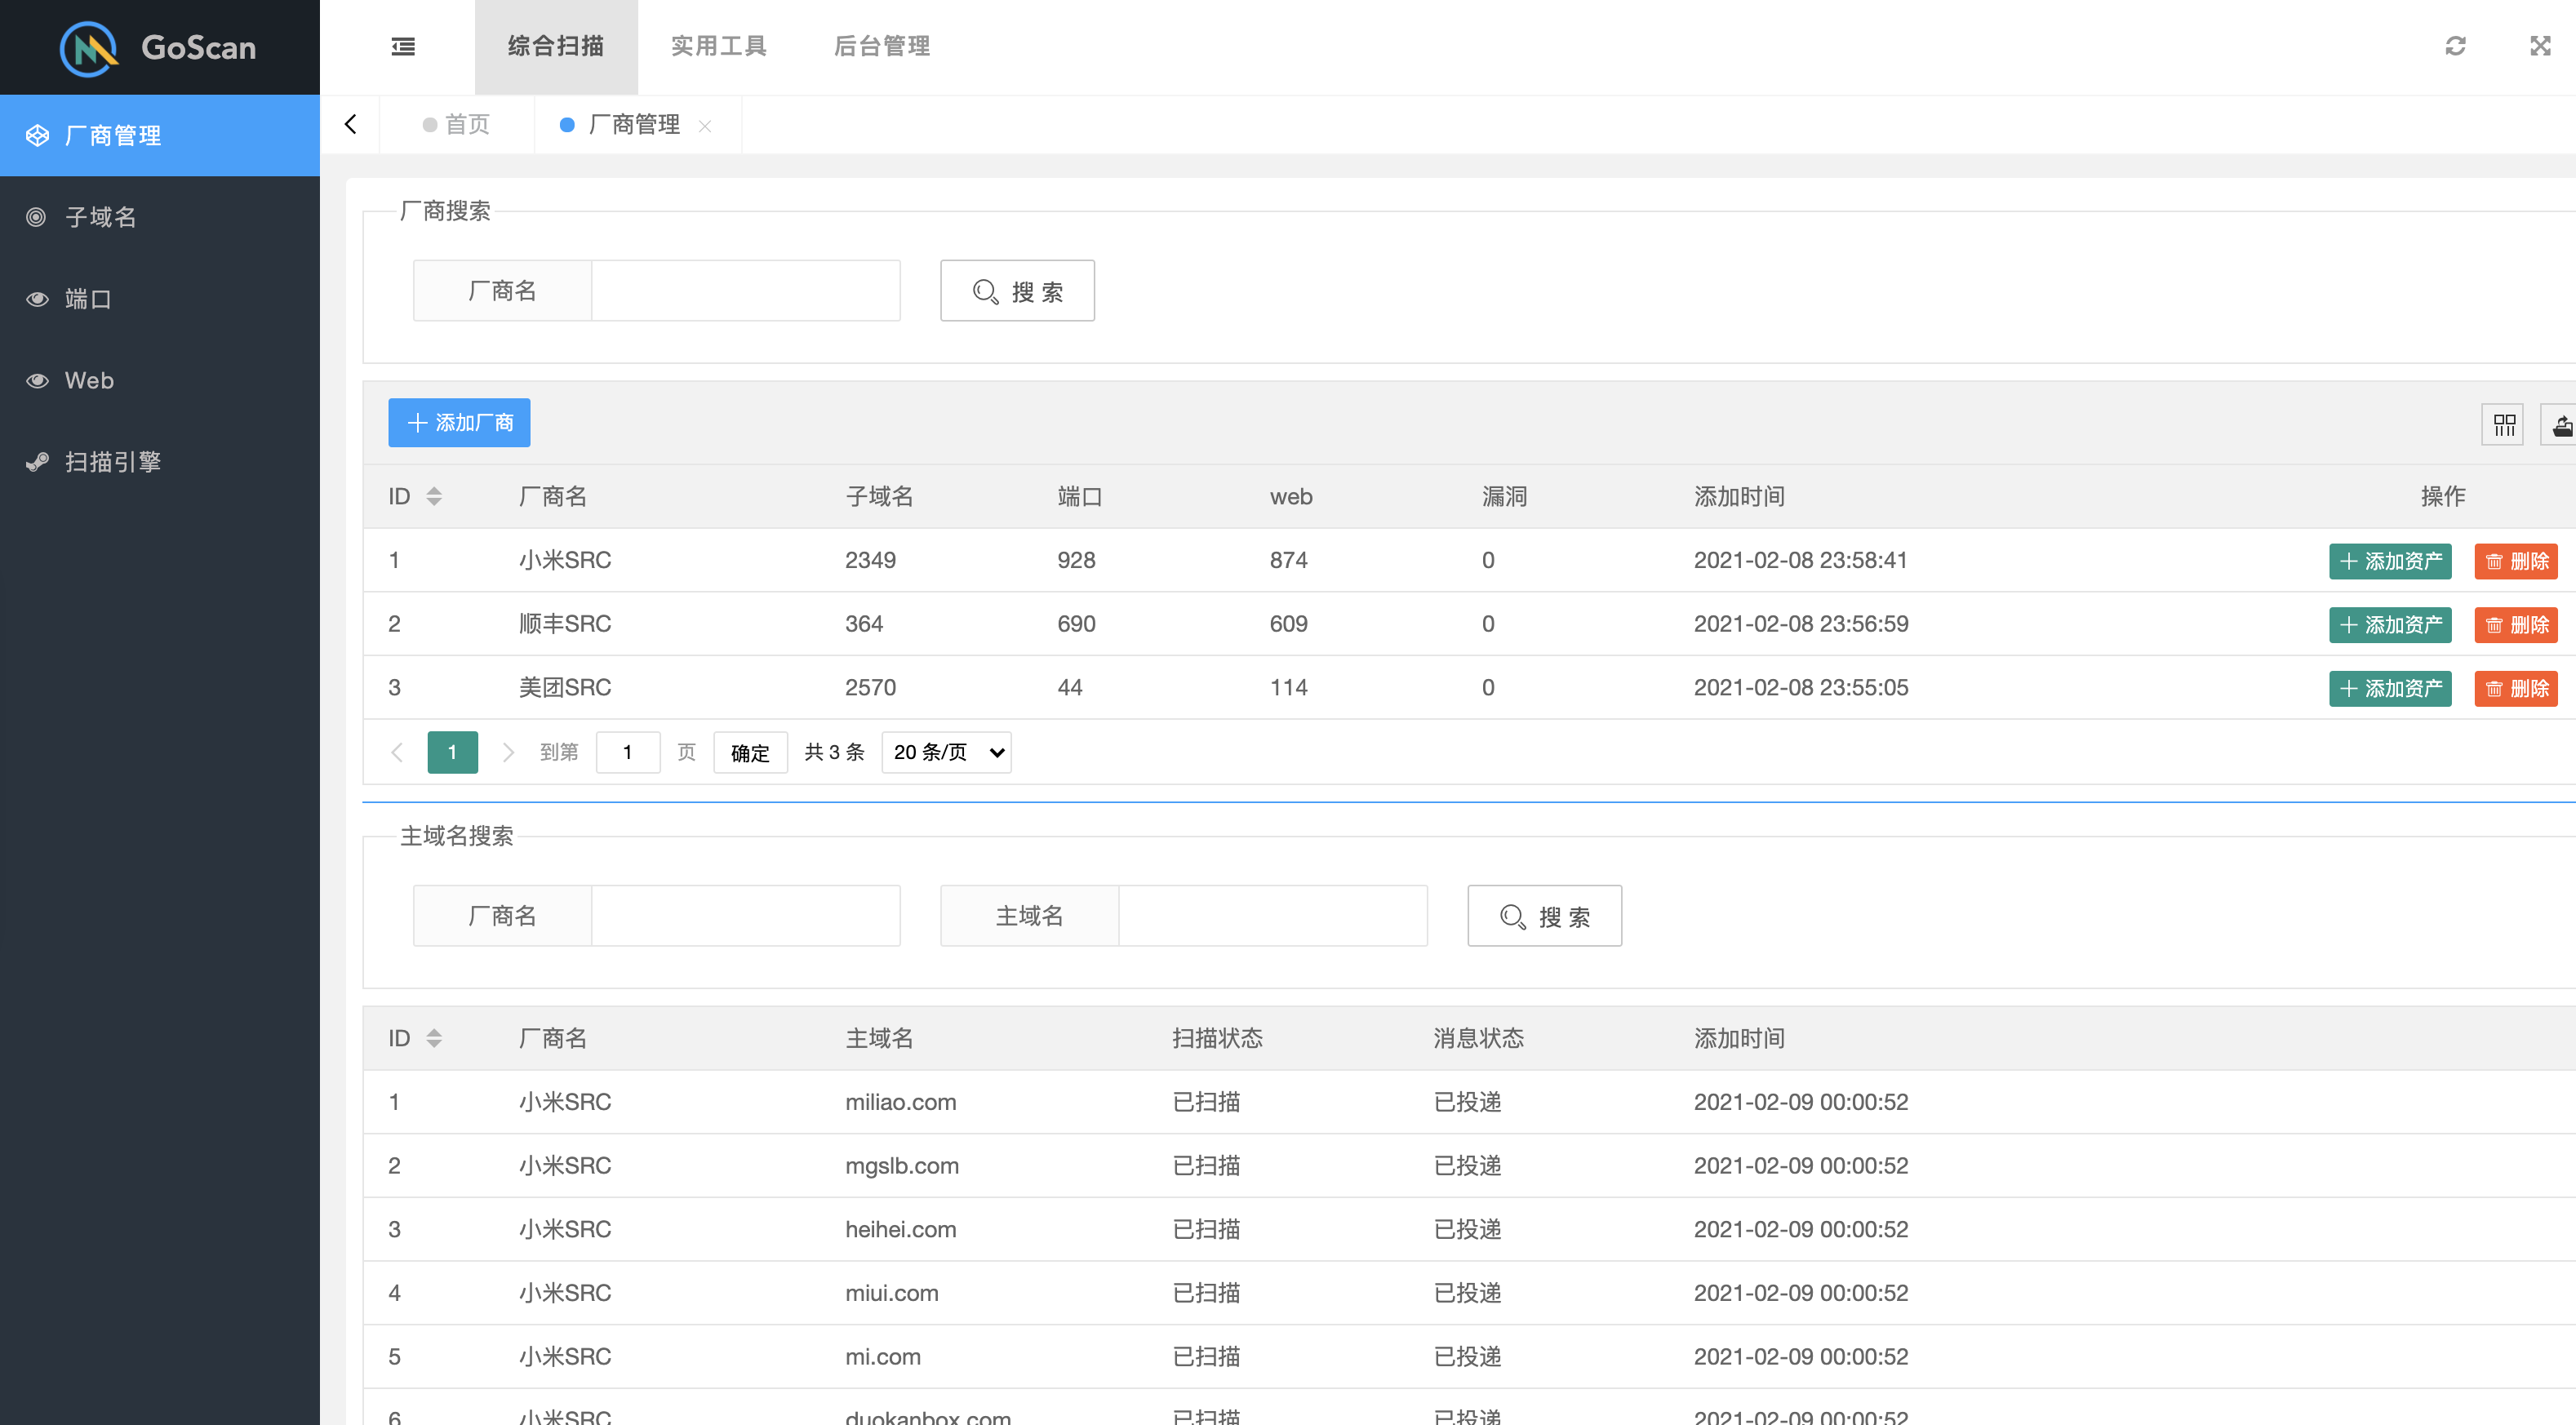 GoScan
综合扫描 实用工具 后台管理
厂商管理
子域名
端口
Web
扫描引擎
首页 厂商管理
厂商搜索
厂商名 搜 索
添加厂商
ID 厂商名 子域名 端口 web 漏洞 添加时间 操作
1 小米SRC 2349 928 874 0 2021-02-08 23:58:41 添加资产 删除
2 顺丰SRC 364 690 609 0 2021-02-08 23:56:59 添加资产 删除
3 美团SRC 2570 44 114 0 2021-02-08 23:55:05 添加资产 删除
1 到第 1 页 确定 共 3 条 20 条/页
主域名搜索
厂商名 主域名 搜 索
ID 厂商名 主域名 扫描状态 消息状态 添加时间
1 小米SRC miliao.com 已扫描 已投递 2021-02-09 00:00:52
2 小米SRC mgslb.com 已扫描 已投递 2021-02-09 00:00:52
3 小米SRC heihei.com 已扫描 已投递 2021-02-09 00:00:52
4 小米SRC miui.com 已扫描 已投递 2021-02-09 00:00:52
5 小米SRC mi.com 已扫描 已投递 2021-02-09 00:00:52
6 小米SRC duokanbox.com 已扫描 已投递 2021-02-09 00:00:52